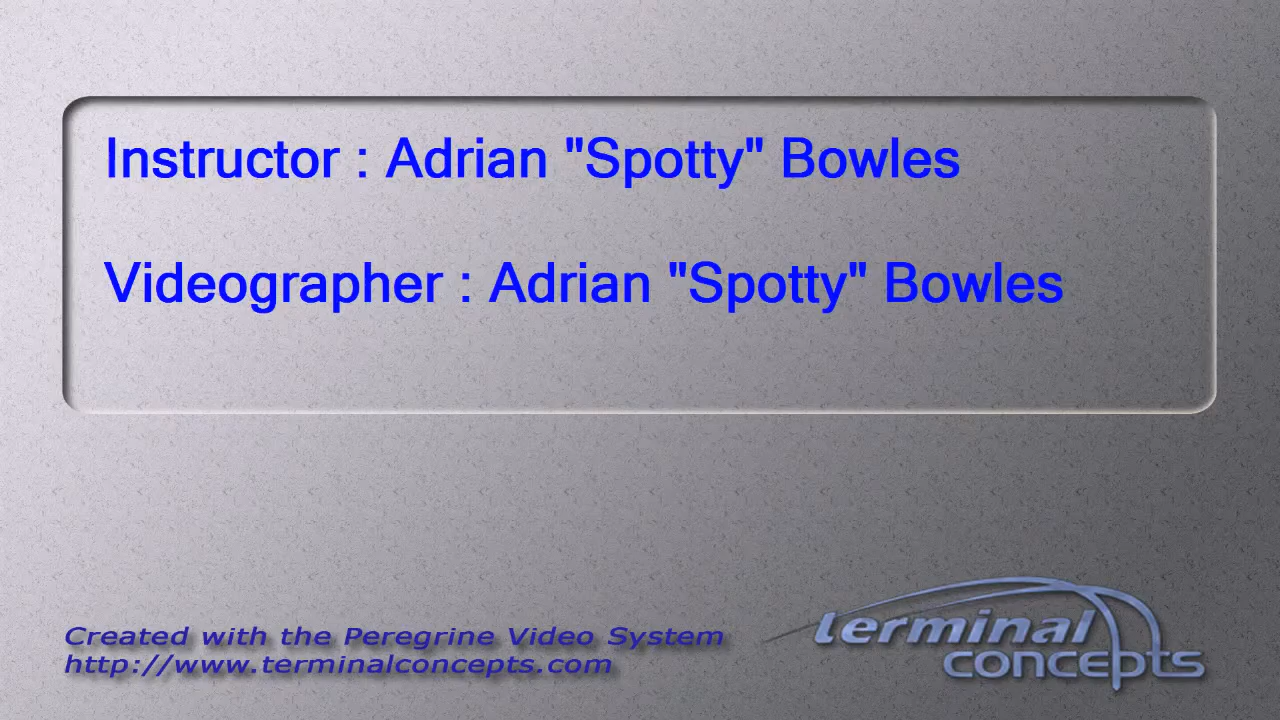 Instructor : Adrian "Spotty" Bowles
Videographer : Adrian "Spotty" Bowles
Created with the Peregrine Video System
http://www.terminalconcepts.com
terminal
concepts